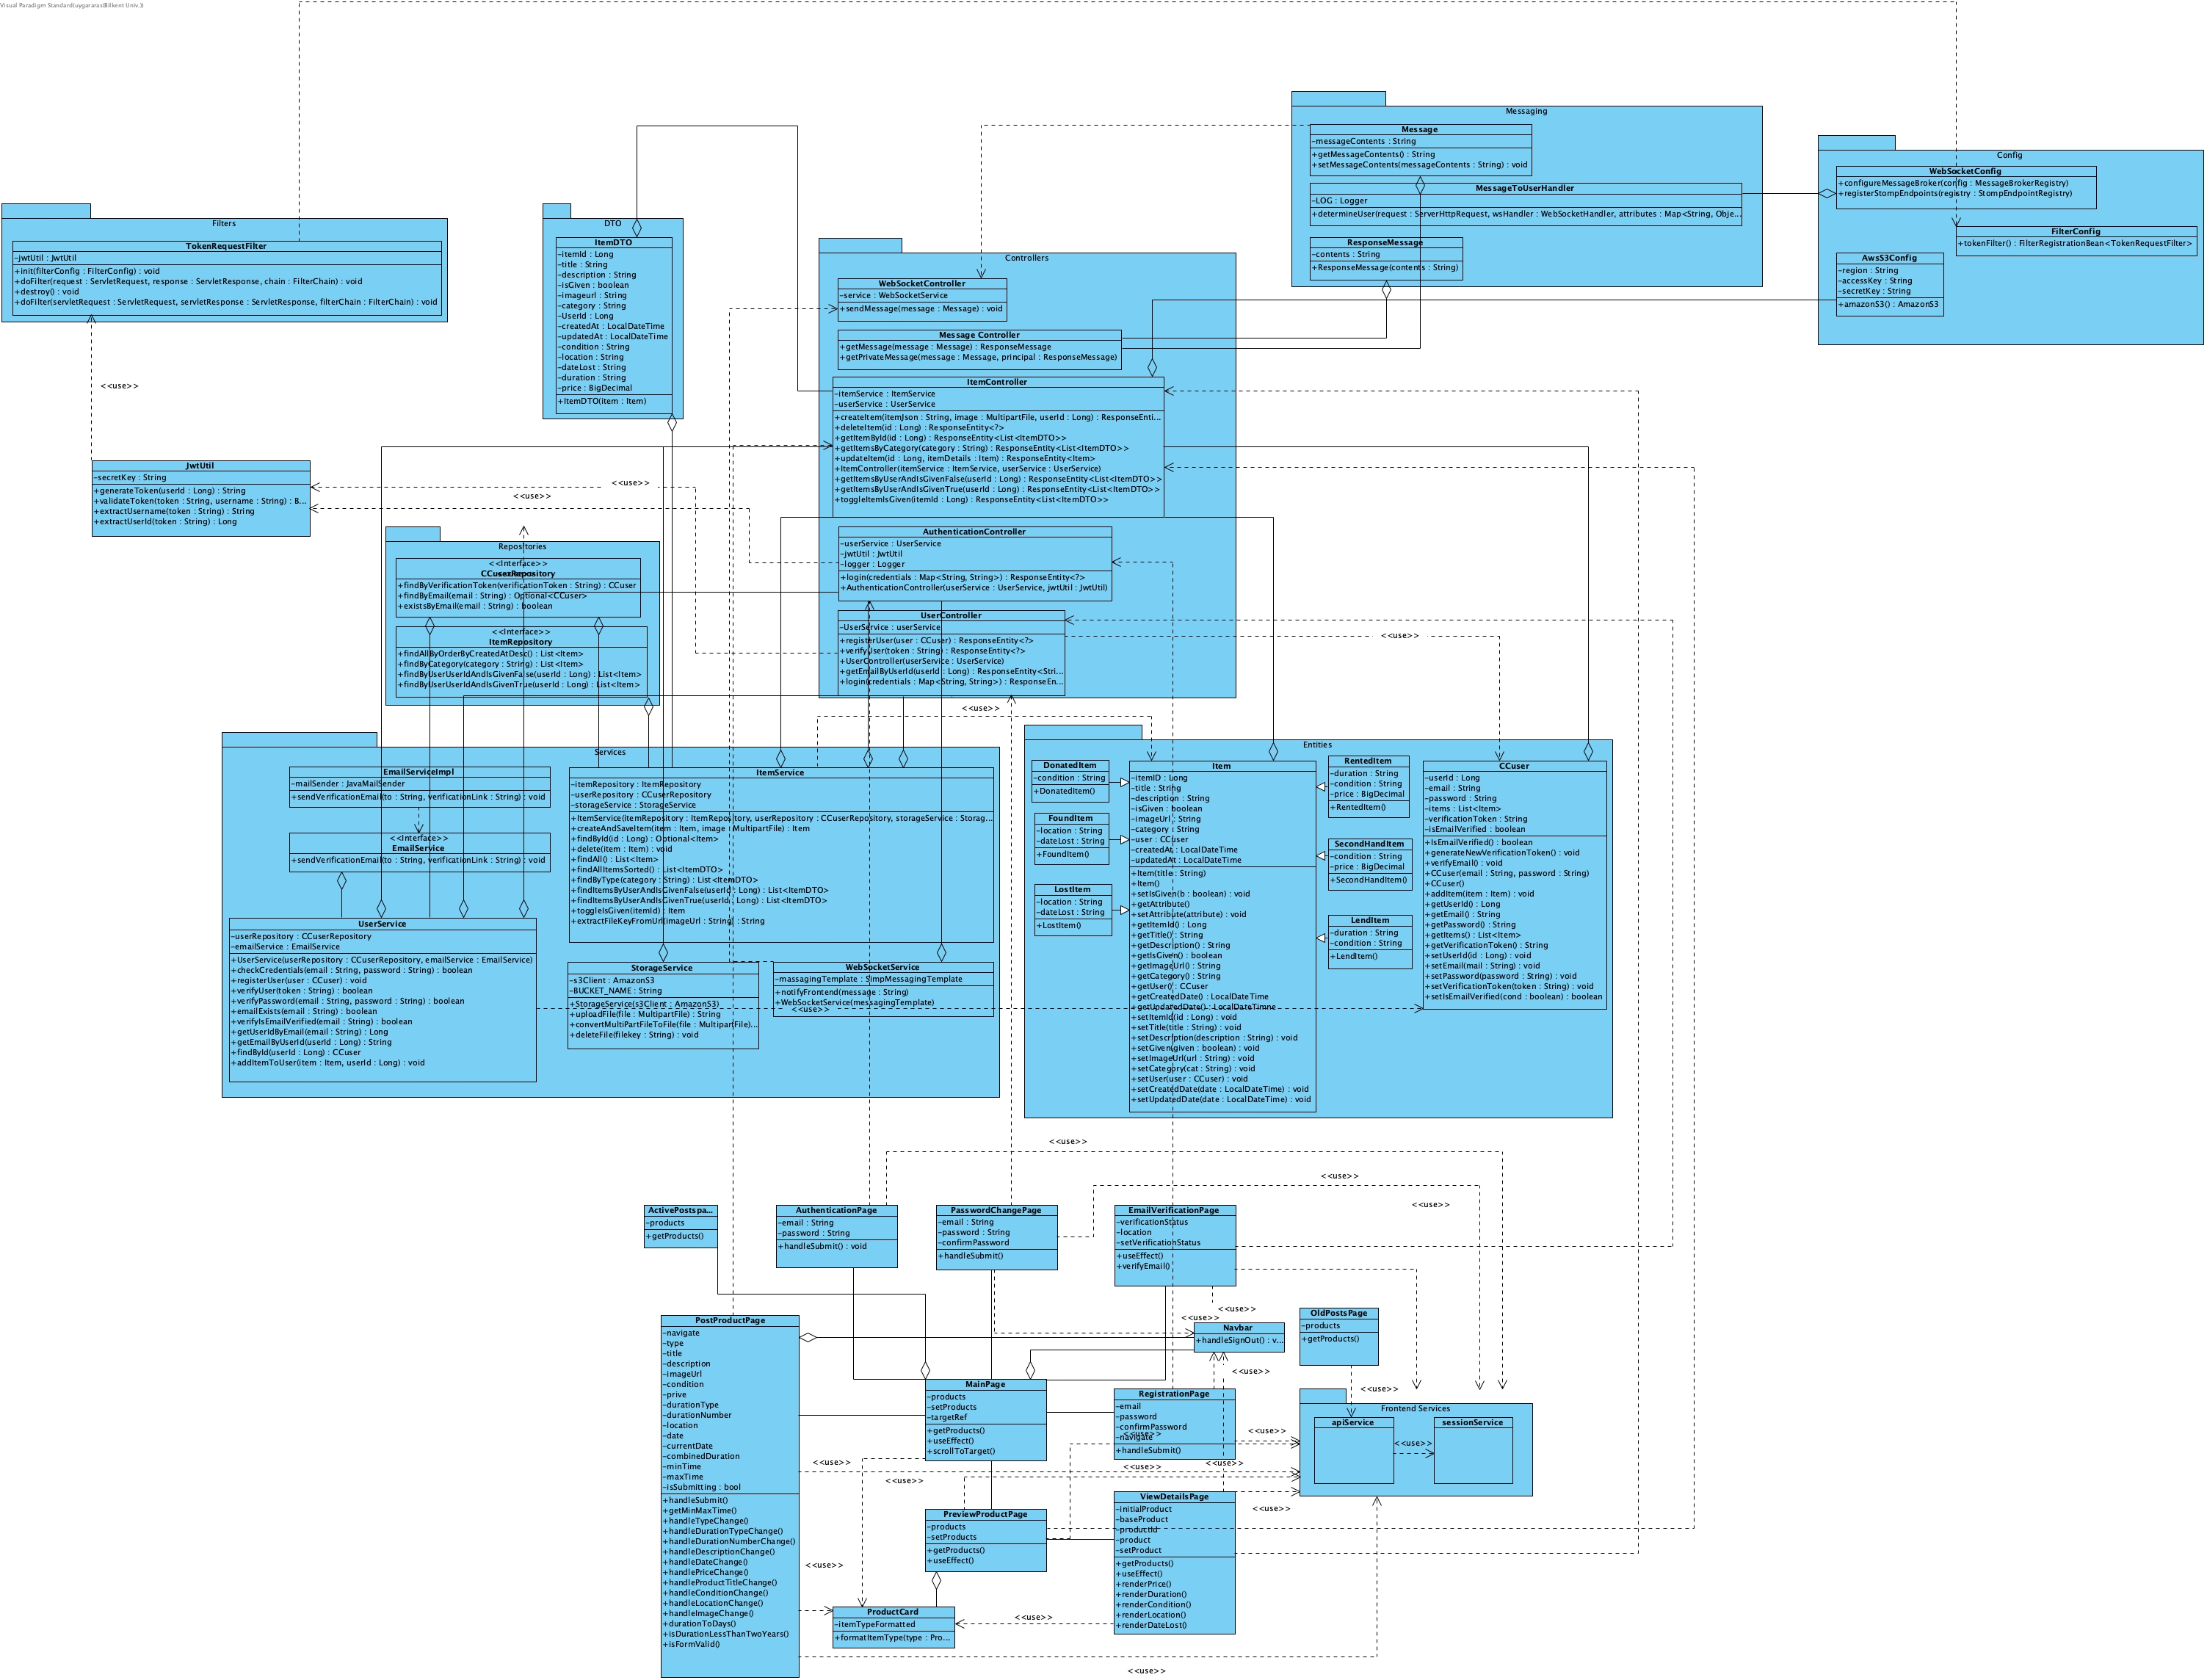 Visual Paradigm Standard(uygararas(Bilkent Univ.))
Messaging
Message
-messageContents : String
+getMessageContents() : String
+setMessageContents(messageContents : String) : void
MessageToUserHandler
-LOG : Logger
+determineUser(request : ServerHttpRequest, wsHandler : WebSocketHandler, attributes : Map<String, Obje...
ResponseMessage
-contents : String
+ResponseMessage(contents : String)
Config
WebSocketConfig
+configureMessageBroker(config : MessageBrokerRegistry)
+registerStompEndpoints(registry : StompEndpointRegistry)
FilterConfig
+tokenFilter() : FilterRegistrationBean<TokenRequestFilter>
AwsS3Config
-region : String
-accessKey : String
-secretKey : String
+amazonS3() : AmazonS3
Filters
TokenRequestFilter
-jwtUtil : JwtUtil
+init(filterConfig : FilterConfig) : void
+doFilter(request : ServletRequest, response : ServletResponse, chain : FilterChain) : void
+destroy() : void
+doFilter(servletRequest : ServletRequest, servletResponse : ServletResponse, filterChain : FilterChain) : void
<<use>>
DTO
ItemDTO
-itemId : Long
-title : String
-description : String
-isGiven : boolean
-imageurl : String
-category : String
-UserId : Long
-createdAt : LocalDateTime
-updatedAt : LocalDateTime
-condition : String
-location : String
-dateLost : String
-duration : String
-price : BigDecimal
+ItemDTO(item : Item)
Controllers
WebSocketController
-service : WebSocketService
+sendMessage(message : Message) : void
Message Controller
+getMessage(message : Message) : ResponseMessage
+getPrivateMessage(message : Message, principal : ResponseMessage)
ItemController
-itemService : ItemService
-userService : UserService
+createItem(itemJson : String, image : MultipartFile, userId : Long) : ResponseEnti...
+deleteItem(id : Long) : ResponseEntity<?>
+getItemById(id : Long) : ResponseEntity<List<ItemDTO>>
+getItemsByCategory(category : String) : ResponseEntity<List<ItemDTO>>
+updateItem(id : Long, itemDetails : Item) : ResponseEntity<Item>
+ItemController(itemService : ItemService, userService : UserService)
+getItemsByUserAndIsGivenFalse(userId : Long) : ResponseEntity<List<ItemDTO>>
+getItemsByUserAndIsGivenTrue(userId : Long) : ResponseEntity<List<ItemDTO>>
+toggleItemIsGiven(itemId : Long) : ResponseEntity<List<ItemDTO>>
AuthenticationController
-userService : UserService
-jwtUtil : JwtUtil
-logger : Logger
+login(credentials : Map<String, String>) : ResponseEntity<?>
+AuthenticationController(userService : UserService, jwtUtil : JwtUtil)
UserController
-UserService : userService
+registerUser(user : CCuser) : ResponseEntity<?>
+verifyUser(token : String) : ResponseEntity<?>
+UserController(userService : UserService)
+getEmailByUserId(userId : Long) : ResponseEntity<Stri...
+login(credentials : Map<String, String>) : ResponseEn...
JwtUtil
-secretKey : String
+generateToken(userId : Long) : String
+validateToken(token : String, username : String) : B...
+extractUsername(token : String) : String
+extractUserId(token : String) : Long
<<use>>
<<use>>
Repositories
<<Interface>>
CCuserRepository
+findByVerificationToken(verificationToken : String) : CCuser
+findByEmail(email : String) : Optional<CCuser>
+existsByEmail(email : String) : boolean
<<Interface>>
ItemRepository
+findAllByOrderByCreatedAtDesc() : List<Item>
+findByCategory(category : String) : List<Item>
+findByUserUserIdAndIsGivenFalse(userId : Long) : List<Item>
+findByUserUserIdAndIsGivenTrue(userId : Long) : List<Item>
<<use>>
<<use>>
Services
EmailServiceImpl
-mailSender : JavaMailSender
+sendVerificationEmail(to : String, verificationLink : String) : void
<<Interface>>
EmailService
+sendVerificationEmail(to : String, verificationLink : String) : void
ItemService
-itemRepository : ItemRepository
-userRepository : CCuserRepository
-storageService : StorageService
+ItemService(itemRepository : ItemRepository, userRepository : CCuserRepository, storageService : Storag...
+createAndSaveItem(item : Item, image : MultipartFile) : Item
+findById(id : Long) : Optional<Item>
+delete(item : Item) : void
+findAll() : List<Item>
+findAllItemsSorted() : List<ItemDTO>
+findByType(category : String) : List<ItemDTO>
+findItemsByUserAndIsGivenFalse(userId : Long) : List<ItemDTO>
+findItemsByUserAndIsGivenTrue(userId : Long) : List<ItemDTO>
+toggleIsGiven(itemId) : Item
+extractFileKeyFromUrl(imageUrl : String) : String
UserService
-userRepository : CCuserRepository
-emailService : EmailService
+UserService(userRepository : CCuserRepository, emailService : EmailService)
+checkCredentials(email : String, password : String) : boolean
+registerUser(user : CCuser) : void
+verifyUser(token : String) : boolean
+verifyPassword(email : String, password : String) : boolean
+emailExists(email : String) : boolean
+verifyIsEmailVerified(email : String) : boolean
+getUserIdByEmail(email : String) : Long
+getEmailByUserId(userId : Long) : String
+findById(userId : Long) : CCuser
+addItemToUser(item : Item, userId : Long) : void
StorageService
-s3Client : AmazonS3
-BUCKET_NAME : String
+StorageService(s3Client : AmazonS3)
+uploadFile(file : MultipartFile) : String
+convertMultiPartFileToFile(file : MultipartFile)...
+deleteFile(filekey : String) : void
WebSocketService
-massagingTemplate : SimpMessagingTemplate
+notifyFrontend(message : String)
+WebSocketService(messagingTemplate)
<<use>>
Entities
DonatedItem
-condition : String
+DonatedItem()
FoundItem
-location : String
-dateLost : String
+FoundItem()
LostItem
-location : String
-dateLost : String
+LostItem()
Item
-itemID : Long
-title : String
-description : String
-isGiven : boolean
-imageUrl : String
-category : String
-user : CCuser
-createdAt : LocalDateTime
-updatedAt : LocalDateTime
+Item(title : String)
+Item()
+setIsGiven(b : boolean) : void
+getAttribute()
+setAttribute(attribute) : void
+getItemId() : Long
+getTitle() : String
+getDescription() : String
+getIsGiven() : boolean
+getImageUrl() : String
+getCategory() : String
+getUser() : CCuser
+getCreatedDate() : LocalDateTime
+getUpdatedDate() : LocalDateTimne
+setItemId(id : Long) : void
+setTitle(title : String) : void
+setDescription(description : String) : void
+setGiven(given : boolean) : void
+setImageUrl(url : String) : void
+setCategory(cat : String) : void
+setUser(user : CCuser) : void
+setCreatedDate(date : LocalDateTime) : void
+setUpdatedDate(date : LocalDateTime) : void
RentedItem
-duration : String
-condition : String
-price : BigDecimal
+RentedItem()
SecondHandItem
-condition : String
-price : BigDecimal
+SecondHandItem()
LendItem
-duration : String
-condition : String
+LendItem()
CCuser
-userId : Long
-email : String
-password : String
-items : List<Item>
-verificationToken : String
-isEmailVerified : boolean
+IsEmailVerified() : boolean
+generateNewVerificationToken() : void
+verifyEmail() : void
+CCuser(email : String, password : String)
+CCuser()
+addItem(item : Item) : void
+getUserId() : Long
+getEmail() : String
+getPassword() : String
+getItems() : List<Item>
+getVerificationToken() : String
+setUserId(id : Long) : void
+setEmail(mail : String) : void
+setPassword(password : String) : void
+setVerificationToken(token : String) : void
+setIsEmailVerified(cond : boolean) : boolean
<<use>>
<<use>>
<<use>>
ActivePostspa...
-products
+getProducts()
AuthenticationPage
-email : String
-password : String
+handleSubmit() : void
PasswordChangePage
-email : String
-password : String
-confirmPassword
+handleSubmit()
EmailVerificationPage
-verificationStatus
-location
-setVerificationStatus
+useEffect()
+verifyEmail()
<<use>>
<<use>>
Navbar
+handleSignOut() : v...
OldPostsPage
-products
+getProducts()
<<use>>
<<use>>
PostProductPage
-navigate
-type
-title
-description
-imageUrl
-condition
-prive
-durationType
-durationNumber
-location
-date
-currentDate
-combinedDuration
-minTime
-maxTime
-isSubmitting : bool
+handleSubmit()
+getMinMaxTime()
+handleTypeChange()
+handleDurationTypeChange()
+handleDurationNumberChange()
+handleDescriptionChange()
+handleDateChange()
+handlePriceChange()
+handleProductTitleChange()
+handleConditionChange()
+handleLocationChange()
+handleImageChange()
+durationToDays()
+isDurationLessThanTwoYears()
+isFormValid()
MainPage
-products
-setProducts
-targetRef
+getProducts()
+useEffect()
+scrollToTarget()
RegistrationPage
-email
-password
-confirmPassword
-navigate
+handleSubmit()
<<use>>
<<use>>
Frontend Services
apiService
sessionService
<<use>>
<<use>>
<<use>>
<<use>>
<<use>>
<<use>>
PreviewProductPage
-products
-setProducts
+getProducts()
+useEffect()
ViewDetailsPage
-initialProduct
-baseProduct
-productId
-product
-setProduct
+getProducts()
+useEffect()
+renderPrice()
+renderDuration()
+renderCondition()
+renderLocation()
+renderDateLost()
<<use>>
<<use>>
ProductCard
-itemTypeFormatted
+formatItemType(type : Pro...
<<use>>